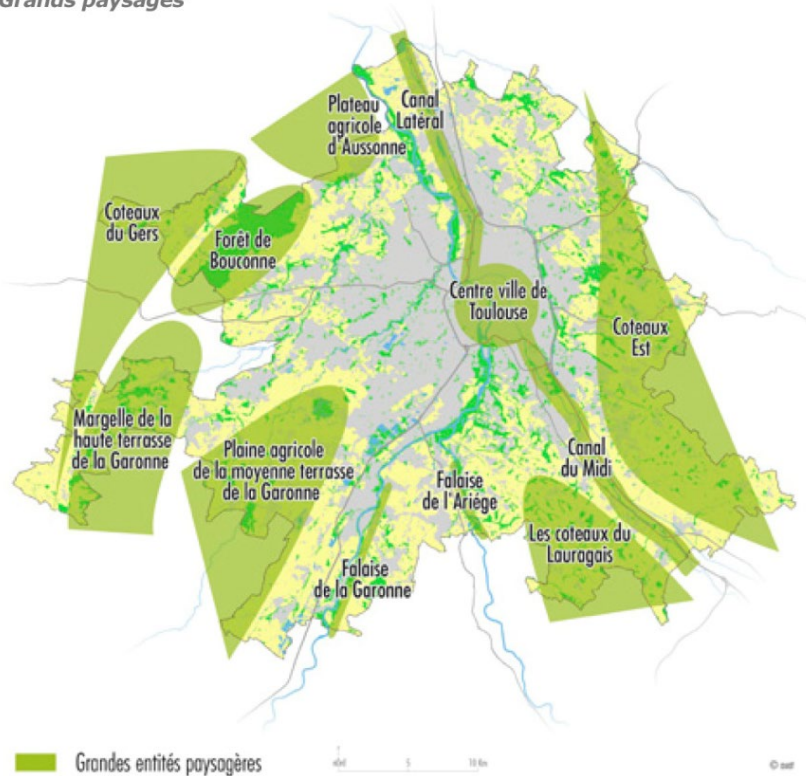 Grands paysages
Plateau
agricole
d'Aussonne
Canal
Latéral
Coteaux
du Gers
Forêt de
Bouconne
Centre ville de
Toulouse
Coteaux
Est
Margelle de la
haute terrasse
de la Garonne
Plaine agricole
de la moyenne terrasse
de la Garonne
Canal
du Midi
Falaise
de l'Ariége
Les coteaux du
Lauragais
Falaise
de la Garonne
Grandes entités paysagères
5
10 Km